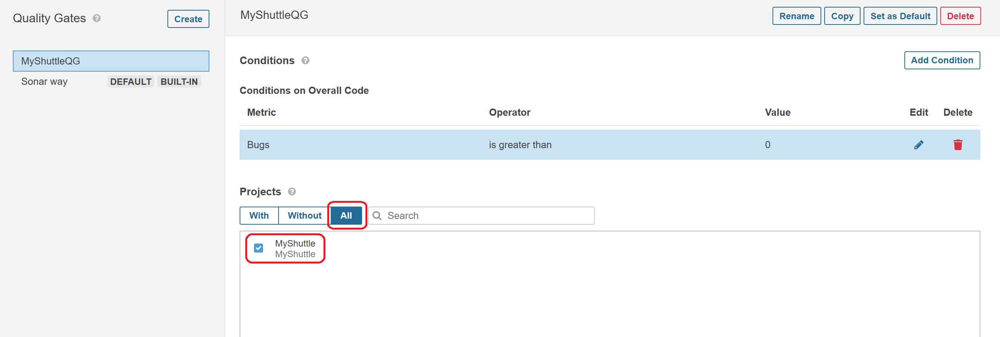 Quality Gates ?
Create
MyShuttleQG
Sonar way DEFAULT BUILT-IN
MyShuttleQG
Rename Copy Set as Default Delete
Conditions ?
Add Condition
Conditions on Overall Code
Metric Operator Value Edit Delete
Bugs is greater than 0
Projects ?
With Without All Search
MyShuttle
MyShuttle